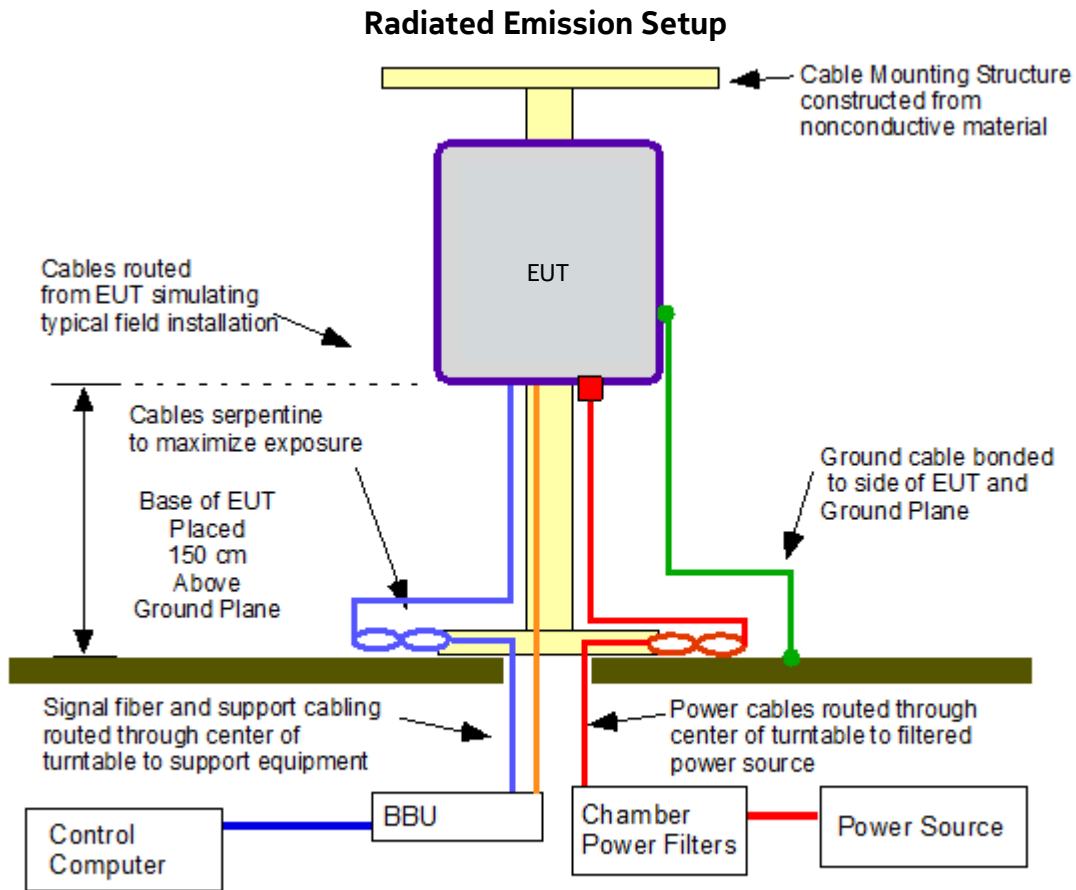 Radiated Emission Setup
Cable Mounting Structure
constructed from
nonconductive material
EUT
Cables routed
from EUT simulating
typical field installation
Cables serpentine
to maximize exposure
Base of EUT
Placed
150 cm
Above
Ground Plane
Ground cable bonded
to side of EUT and
Ground Plane
Signal fiber and support cabling
routed through center of
turntable to support equipment
Power cables routed through
center of turntable to filtered
power source
Control
Computer
BBU
Chamber
Power Filters
Power Source